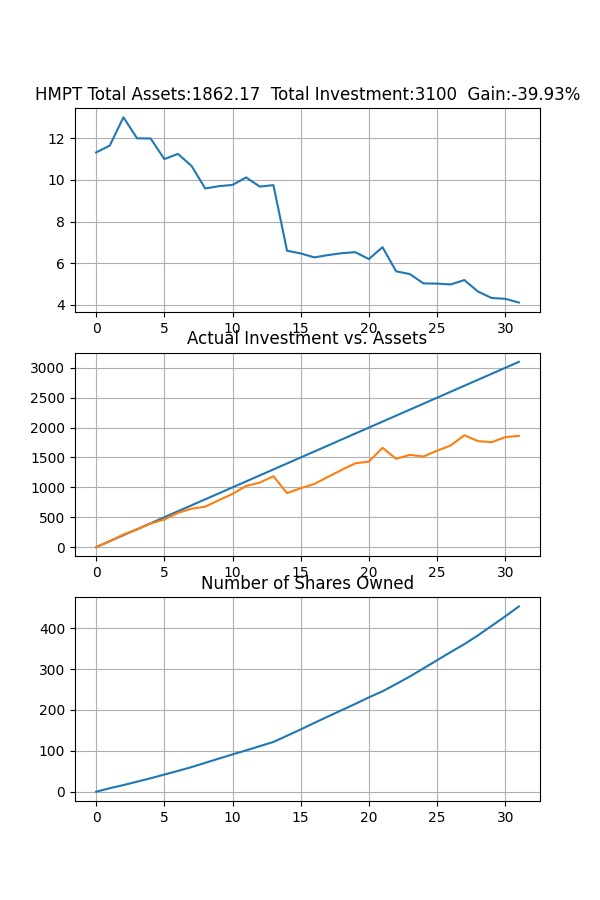 HMPT Total Assets:1862.17  Total Investment:3100  Gain:-39.93%
12
10
8
6
4
0 5 10 15 20 25 30
Actual Investment vs. Assets
3000
2500
2000
1500
1000
500
0
0 5 10 15 20 25 30
Number of Shares Owned
400
300
200
100
0
0 5 10 15 20 25 30